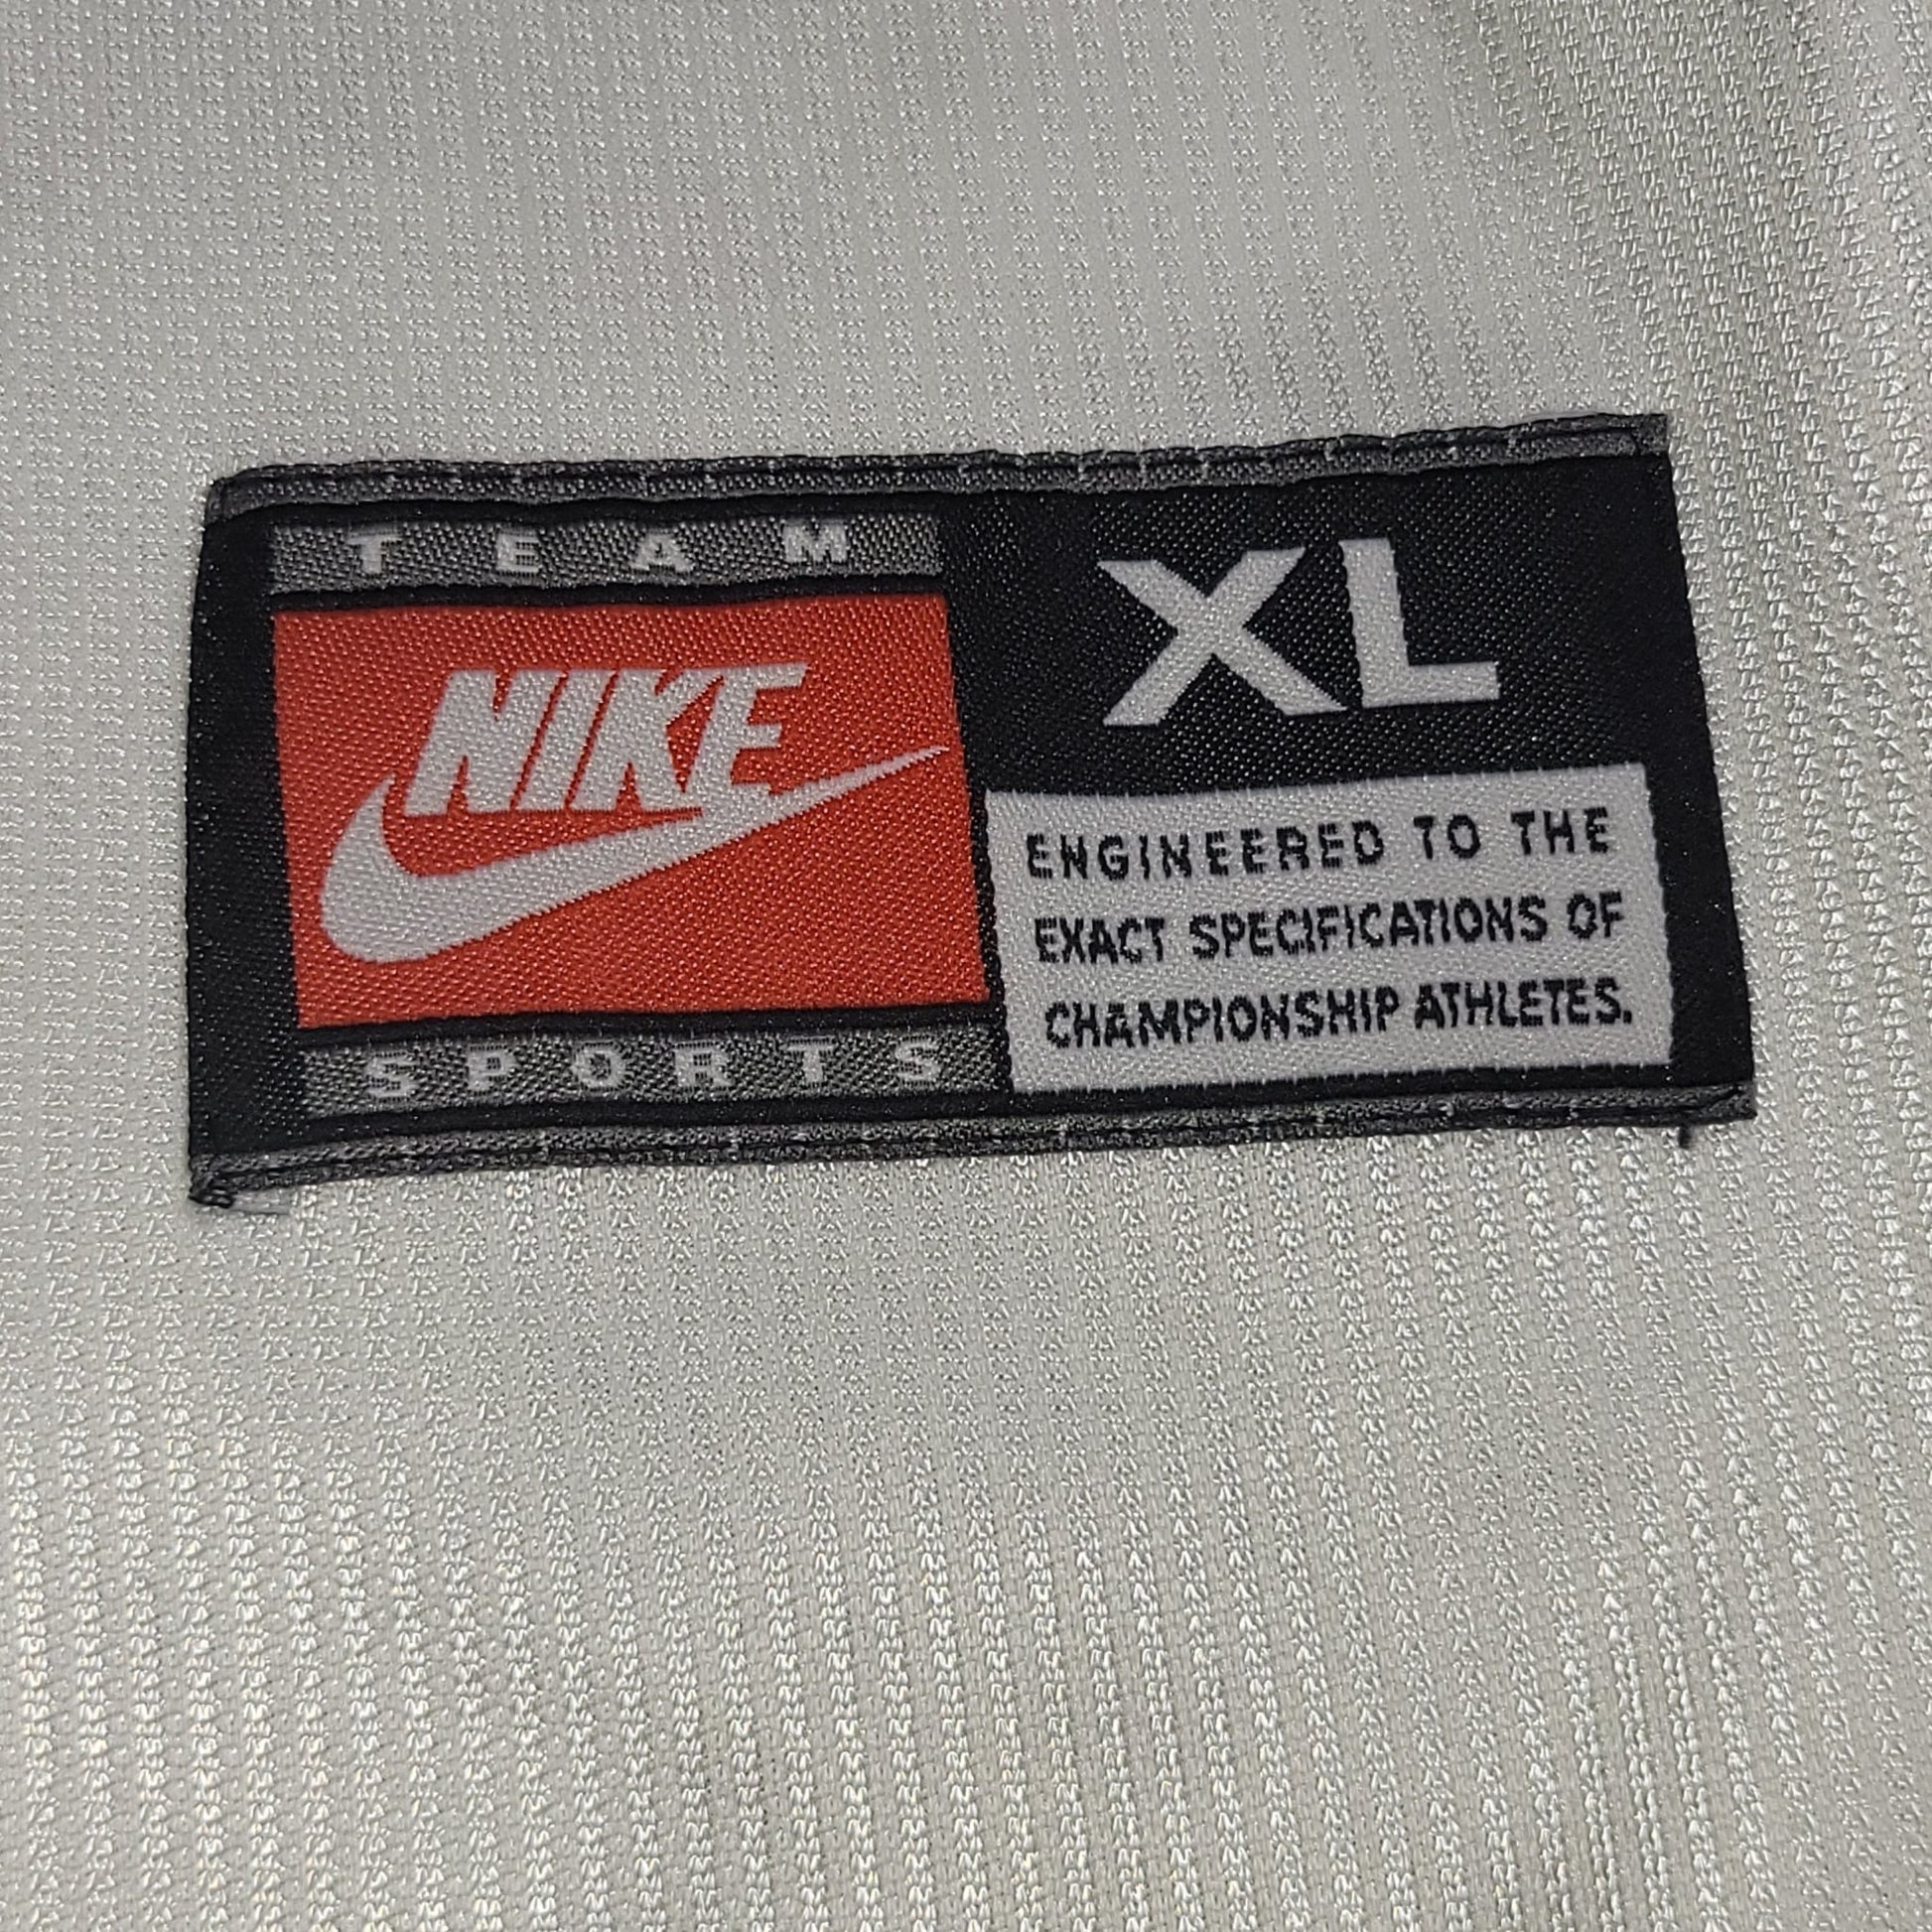 TEAM
NIKE
SPORTS
XL
ENGINEERED TO THE
EXACT SPECIFICATIONS OF
CHAMPIONSHIP ATHLETES.